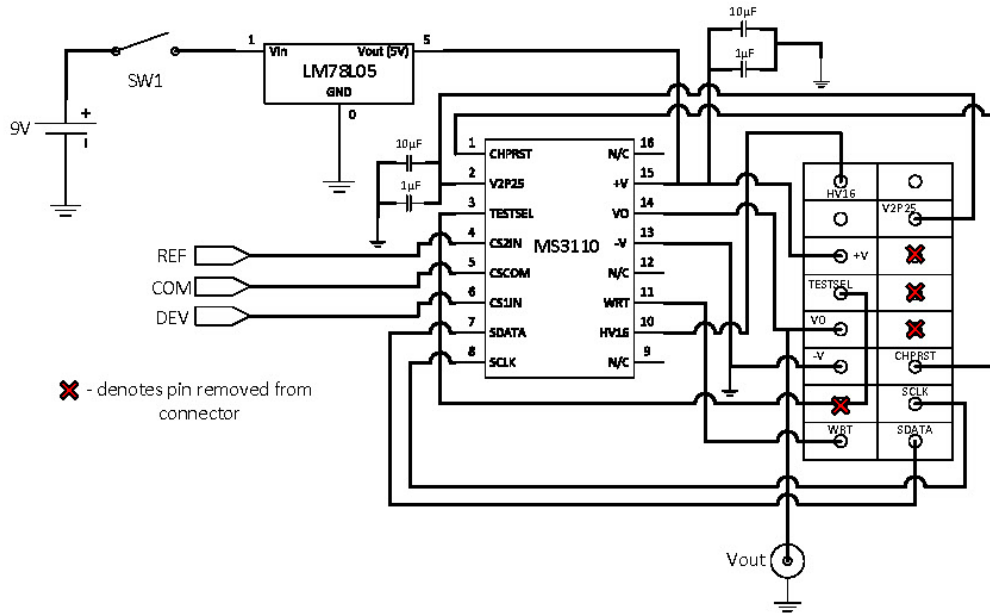 10µF
1µF
1
Vin
Vout (5V)
5
LM78L05
GND
0
SW1
9V
+
-
10µF
1µF
1
CHPRST
N/C
16
2
V2P25
+V
15
3
TESTSEL
VO
14
4
CS2IN
-V
13
MS3110
5
CSCOM
N/C
12
6
CS1IN
WRT
11
7
SDATA
HV16
10
8
SCLK
N/C
9
REF
COM
DEV
HV16
V2P25
+V
TESTSEL
VO
-V
CHPRST
SCLK
WRT
SDATA
- denotes pin removed from
connector
Vout